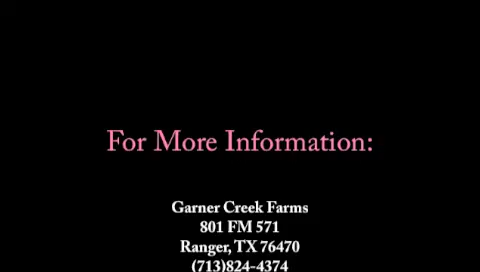 For More Information:
Garner Creek Farms
801 FM 571
Ranger, TX 76470
(713)824-4374